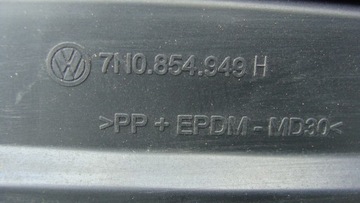 7N0.854.949 H
>PP + EPDM - MD30<